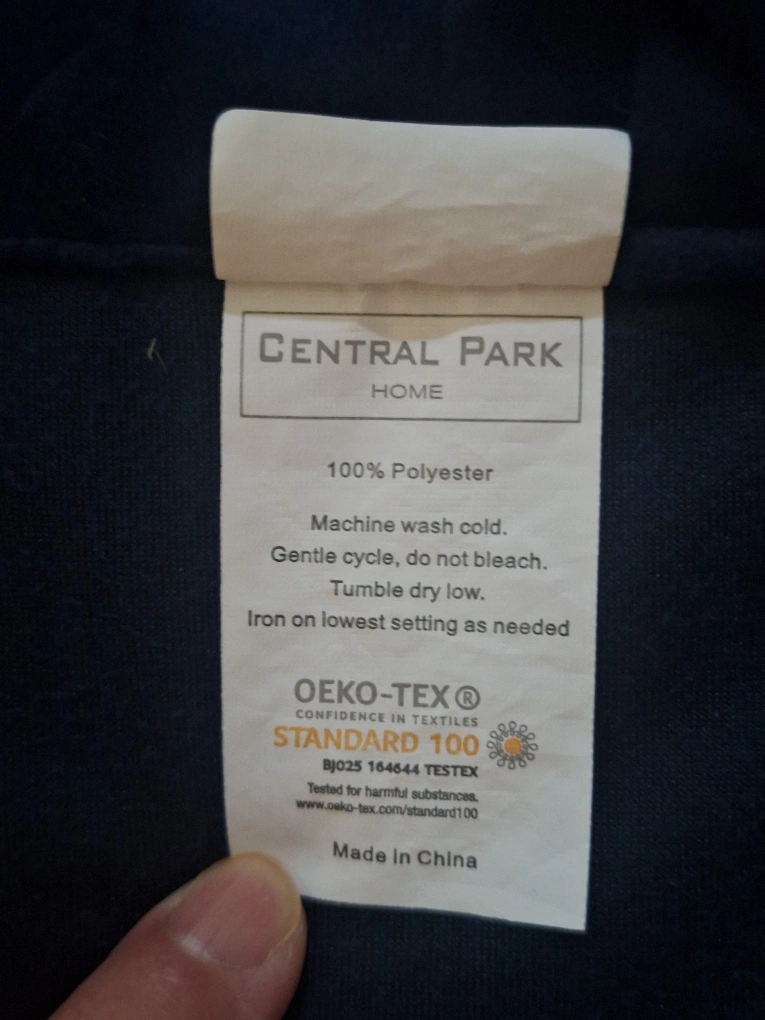 CENTRAL PARK
HOME
100% Polyester
Machine wash cold.
Gentle cycle, do not bleach.
Tumble dry low.
Iron on lowest setting as needed
OEKO-TEX®
CONFIDENCE IN TEXTILES
STANDARD 100
BJ025 164644 TESTEX
Tested for harmful substances.
www.oeko-tex.com/standard100
Made in China